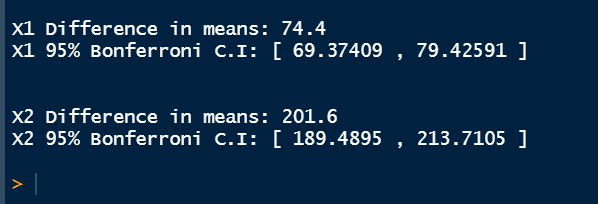 X1 Difference in means: 74.4
X1 95% Bonferroni C.I: [ 69.37409 , 79.42591 ]
X2 Difference in means: 201.6
X2 95% Bonferroni C.I: [ 189.4895 , 213.7105 ]
>